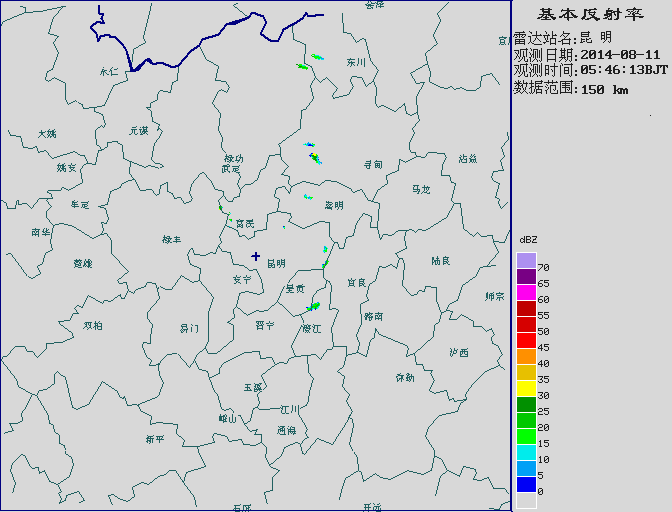 基本反射率
雷达站名:昆 明
观测日期:2014-08-11
观测时间:05:46:13BJT
数据范围:150 km
会泽
永仁
东川
大姚
元谋
姚安
禄功
武定
寻甸
沾益
牟定
马龙
南华
富民
嵩明
禄丰
楚雄
昆明
陆良
安宁
呈贡
宜良
师宗
双柏
易门
晋宁
澄江
路南
泸西
弥勒
玉溪
江川
峨山
通海
新平
石屏
开远
dBZ
70
65
60
55
50
45
40
35
30
25
20
15
10
5
0